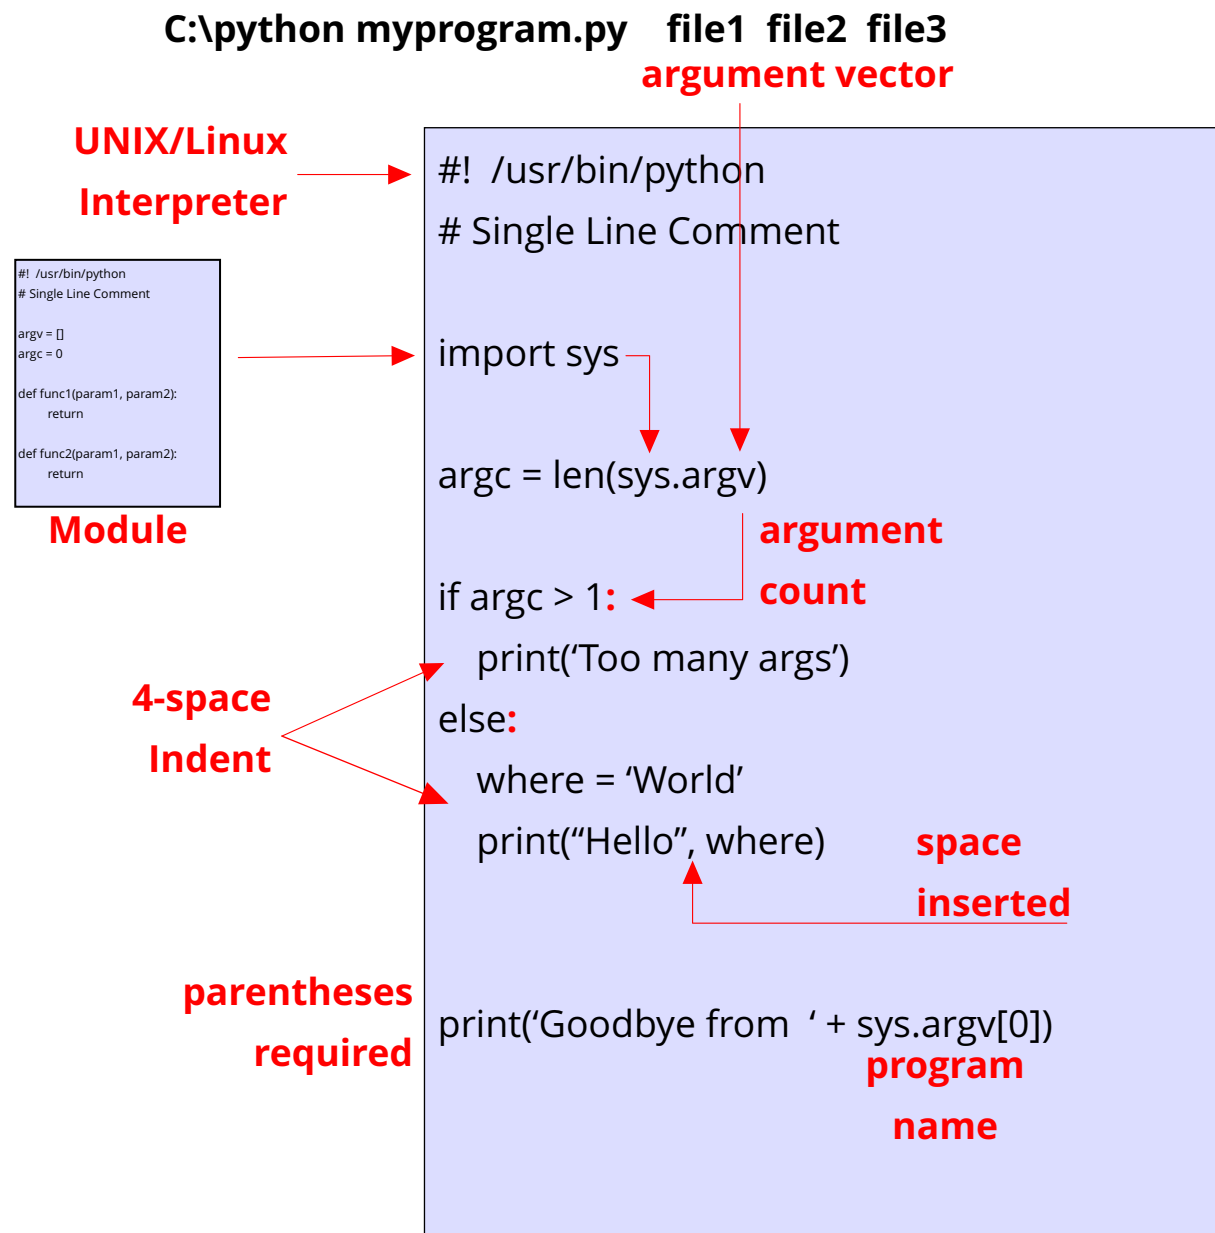 C:\python myprogram.py    file1  file2  file3
argument vector
UNIX/Linux
Interpreter
#!  /usr/bin/python
# Single Line Comment
import sys
argc = len(sys.argv)
argument
count
if argc > 1:
    print(‘Too many args’)
else:
    where = ‘World’
    print(“Hello”, where)
space
inserted
print(‘Goodbye from  ‘ + sys.argv[0])
program
name
#!  /usr/bin/python
# Single Line Comment
argv = []
argc = 0
def func1(param1, param2):
        return
def func2(param1, param2):
        return
Module
4-space
Indent
parentheses
required